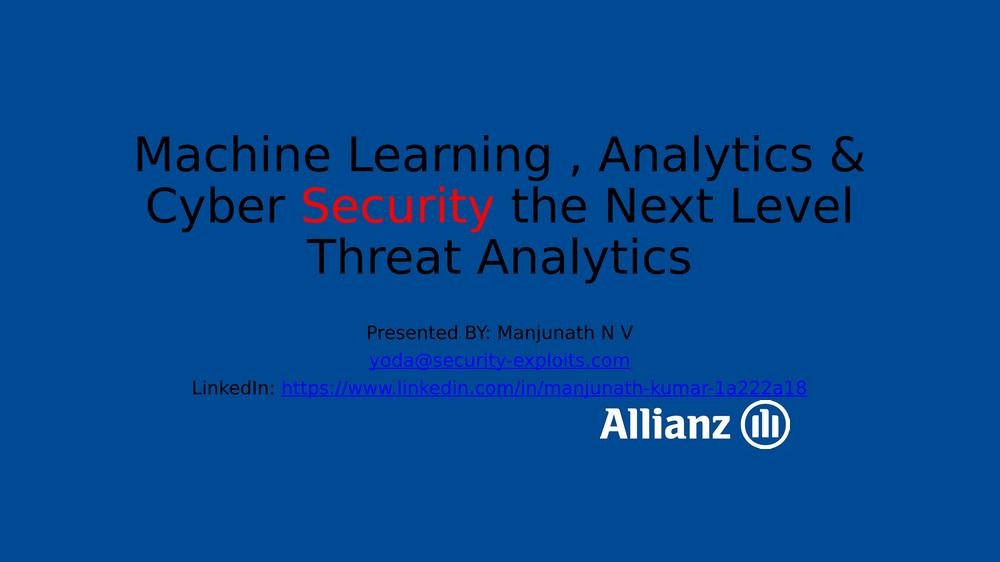 Machine Learning , Analytics &
Cyber Security the Next Level
Threat Analytics
Presented BY: Manjunath N V
yoda@security-exploits.com
LinkedIn: https://www.linkedin.com/in/manjunath-kumar-1a222a18
Allianz